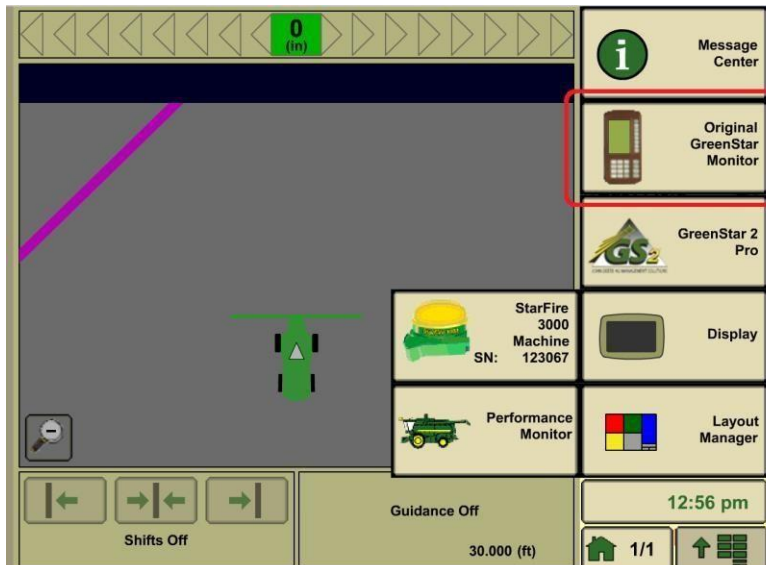 0
(in)
Message
Center
Original
GreenStar
Monitor
GS2
GreenStar 2
Pro
StarFire
3000
Machine
SN: 123067
Display
Performance
Monitor
Layout
Manager
Shifts Off
Guidance Off
30.000 (ft)
12:56 pm
1/1